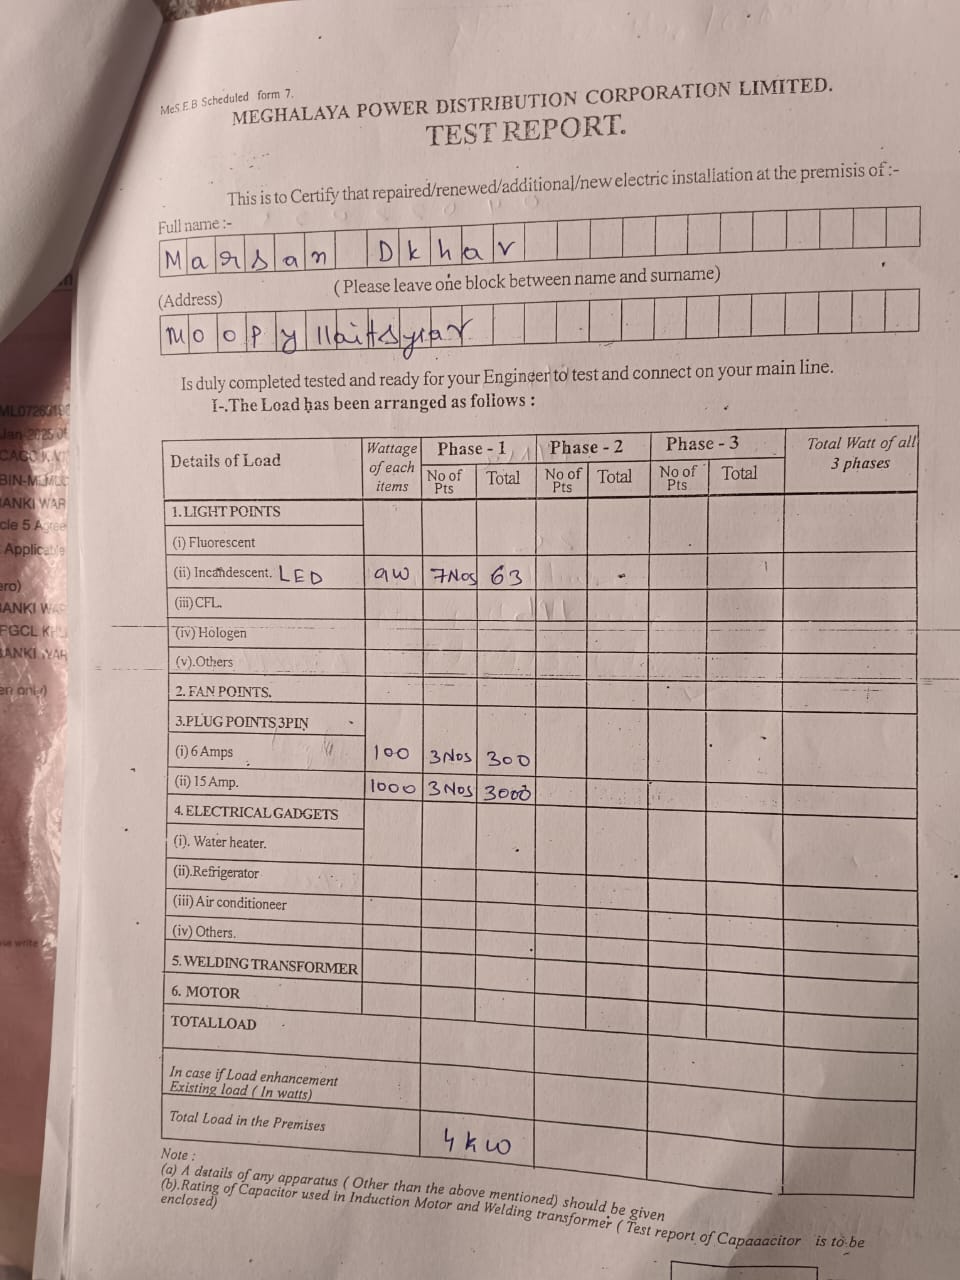 MeS.E.B Scheduled form 7.
MEGHALAYA POWER DISTRIBUTION CORPORATION LIMITED.
TEST REPORT.
This is to Certify that repaired/renewed/additional/new electric installation at the premisis of :-
Full name :-
Marsan Dkhar
( Please leave one block between name and surname)
(Address)
Moopyllaitsyiar
Is duly completed tested and ready for your Engineer to test and connect on your main line.
I-.The Load has been arranged as follows :
Details of Load Wattage of each items Phase - 1 Phase - 2 Phase - 3 Total Watt of all 3 phases
No of Pts Total No of Pts Total No of Pts Total
1. LIGHT POINTS
(i) Fluorescent
(ii) Incandescent. LED 9W 7Nos 63
(iii) CFL.
(iv) Hologen
(v).Others
2. FAN POINTS.
3.PLUG POINTS 3PIN
(i) 6 Amps 100 3Nos 300
(ii) 15 Amp. 1000 3Nos 3000
4. ELECTRICAL GADGETS
(i). Water heater.
(ii).Refrigerator
(iii) Air conditioneer
(iv) Others.
5. WELDING TRANSFORMER
6. MOTOR
TOTAL LOAD
In case if Load enhancement
Existing load ( In watts)
Total Load in the Premises 4 kw
Note :
(a) A dstails of any apparatus ( Other than the above mentioned) should be given
(b).Rating of Capacitor used in Induction Motor and Welding transformer ( Test report of Capaaacitor is to be
enclosed)